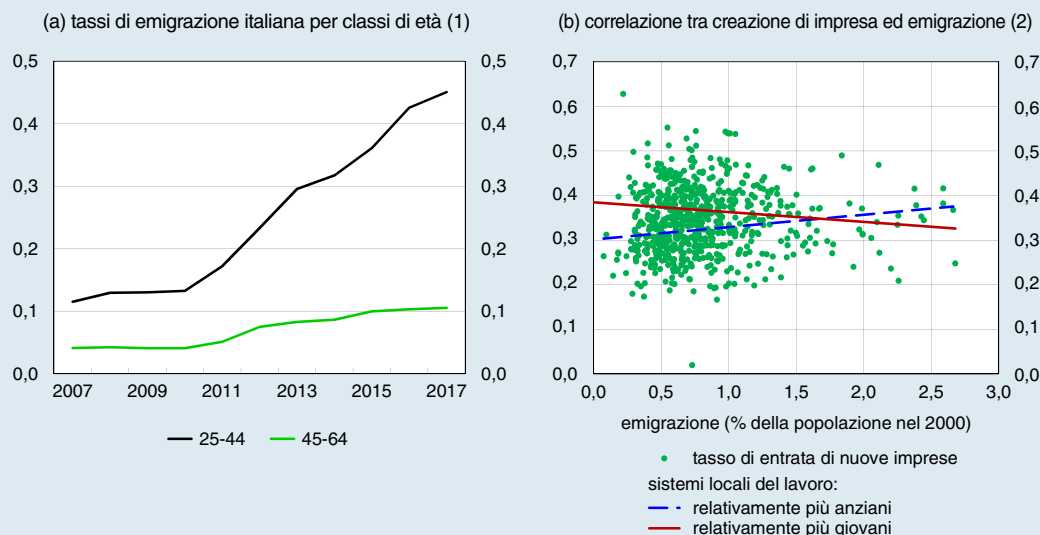 (a) tassi di emigrazione italiana per classi di età (1)
0,5 0,5
0,4 0,4
0,3 0,3
0,2 0,2
0,1 0,1
0,0 0,0
2007 2009 2011 2013 2015 2017
25-44 45-64
(b) correlazione tra creazione di impresa ed emigrazione (2)
0,7 0,7
0,6 0,6
0,5 0,5
0,4 0,4
0,3 0,3
0,2 0,2
0,1 0,1
0,0 0,0
0,0 0,5 1,0 1,5 2,0 2,5 3,0
emigrazione (% della popolazione nel 2000)
tasso di entrata di nuove imprese
sistemi locali del lavoro:
relativamente più anziani
relativamente più giovani